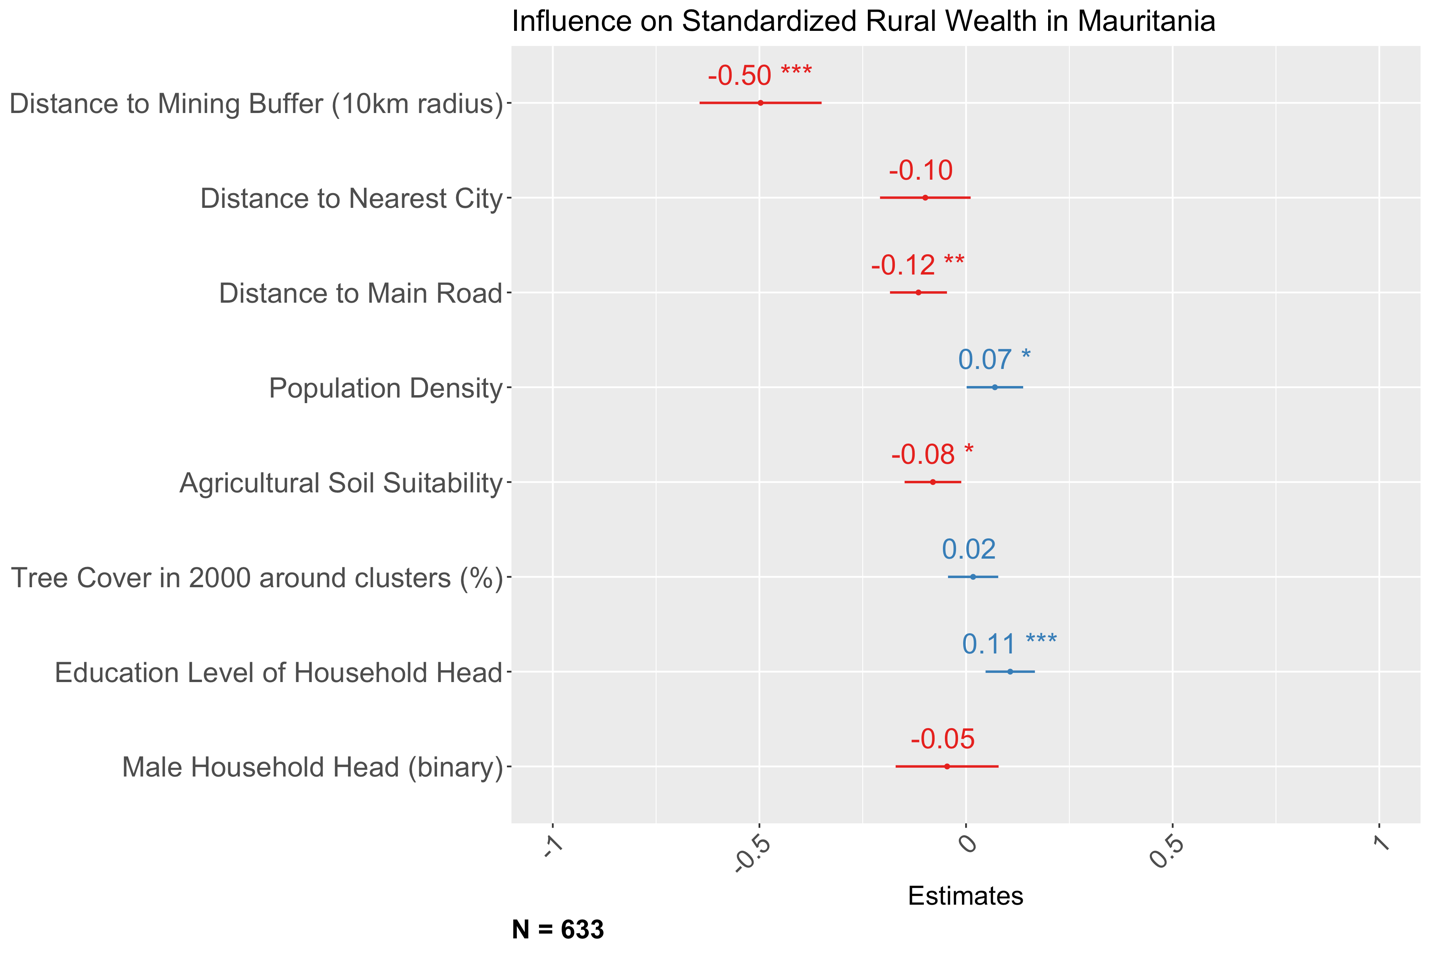 Influence on Standardized Rural Wealth in Mauritania
Distance to Mining Buffer (10km radius)
-0.50 ***
Distance to Nearest City
-0.10
Distance to Main Road
-0.12 **
Population Density
0.07 *
Agricultural Soil Suitability
-0.08 *
Tree Cover in 2000 around clusters (%)
0.02
Education Level of Household Head
0.11 ***
Male Household Head (binary)
-0.05
-1 -0.5 0 0.5 1
Estimates
N = 633